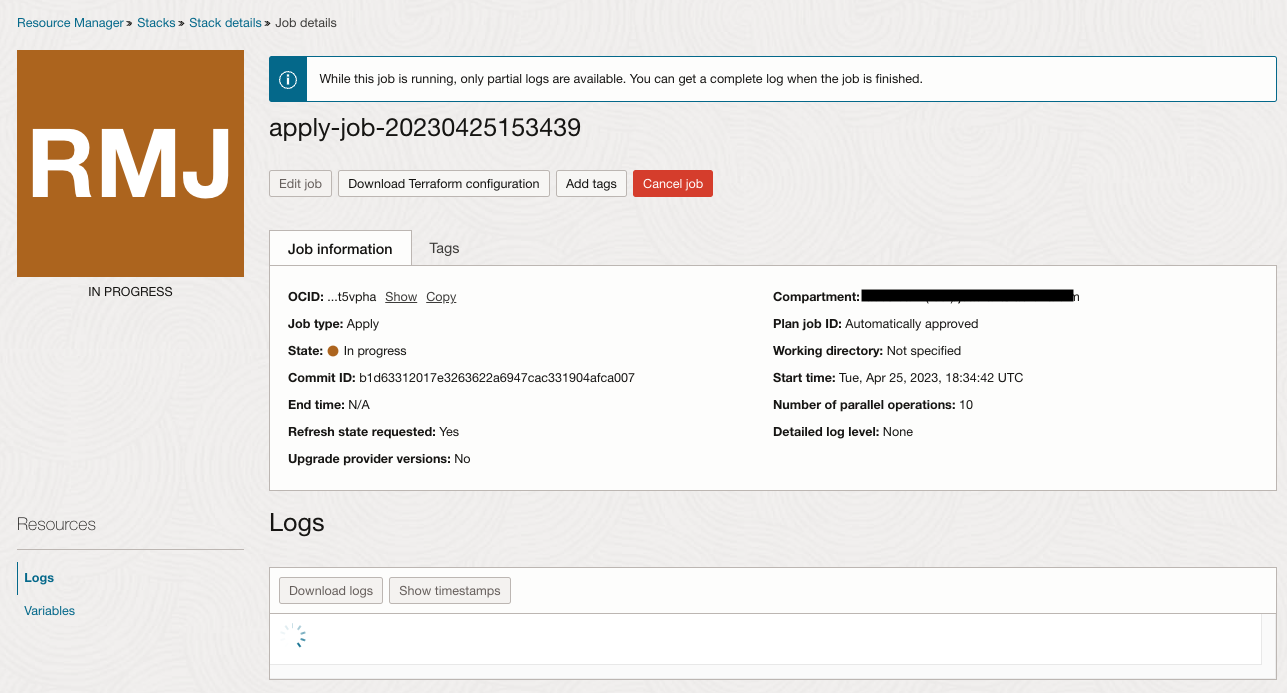 Resource Manager » Stacks » Stack details » Job details
RMJ
IN PROGRESS
While this job is running, only partial logs are available. You can get a complete log when the job is finished.
apply-job-20230425153439
Edit job Download Terraform configuration Add tags Cancel job
Job information Tags
OCID: ...t5vpha Show Copy
Job type: Apply
State: In progress
Commit ID: b1d63312017e3263622a6947cac331904afca007
End time: N/A
Refresh state requested: Yes
Upgrade provider versions: No
Compartment:
Plan job ID: Automatically approved
Working directory: Not specified
Start time: Tue, Apr 25, 2023, 18:34:42 UTC
Number of parallel operations: 10
Detailed log level: None
Resources
Logs
Variables
Logs
Download logs Show timestamps